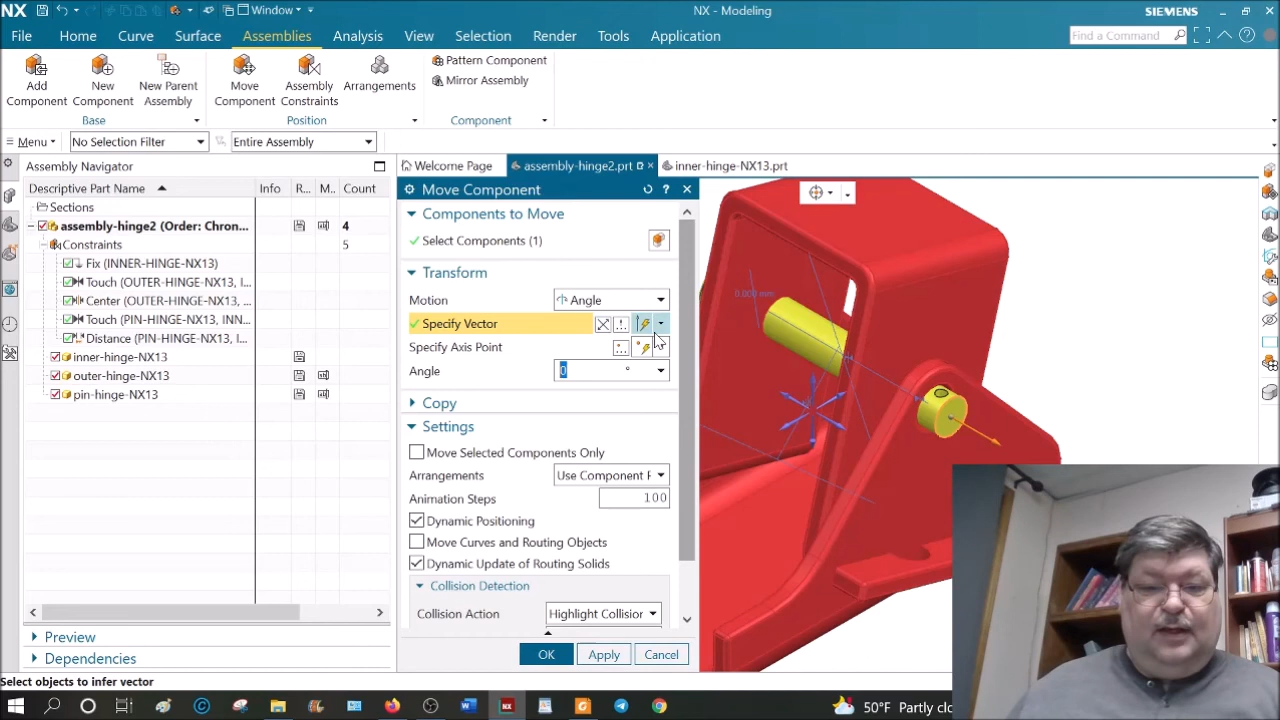 NX
Window
NX - Modeling
SIEMENS
File Home Curve Surface Assemblies Analysis View Selection Render Tools Application
Find a Command
Add Component
New Component
New Parent Assembly
Move Component
Assembly Constraints
Arrangements
Pattern Component
Mirror Assembly
Base
Position
Component
Menu
No Selection Filter
Entire Assembly
Assembly Navigator
Welcome Page
assembly-hinge2.prt
inner-hinge-NX13.prt
Descriptive Part Name Info R... M.. Count
Sections
assembly-hinge2 (Order: Chron... 4
Constraints 5
Fix (INNER-HINGE-NX13)
Touch (OUTER-HINGE-NX13, I...
Center (OUTER-HINGE-NX13, ...
Touch (PIN-HINGE-NX13, INN...
Distance (PIN-HINGE-NX13, ...
inner-hinge-NX13
outer-hinge-NX13
pin-hinge-NX13
Preview
Dependencies
Move Component
Components to Move
Select Components (1)
Transform
Motion Angle
Specify Vector
Specify Axis Point
Angle 0 °
Copy
Settings
Move Selected Components Only
Arrangements Use Component F
Animation Steps 100
Dynamic Positioning
Move Curves and Routing Objects
Dynamic Update of Routing Solids
Collision Detection
Collision Action Highlight Collisior
OK Apply Cancel
0.000 mm
Select objects to infer vector
50°F Partly clo